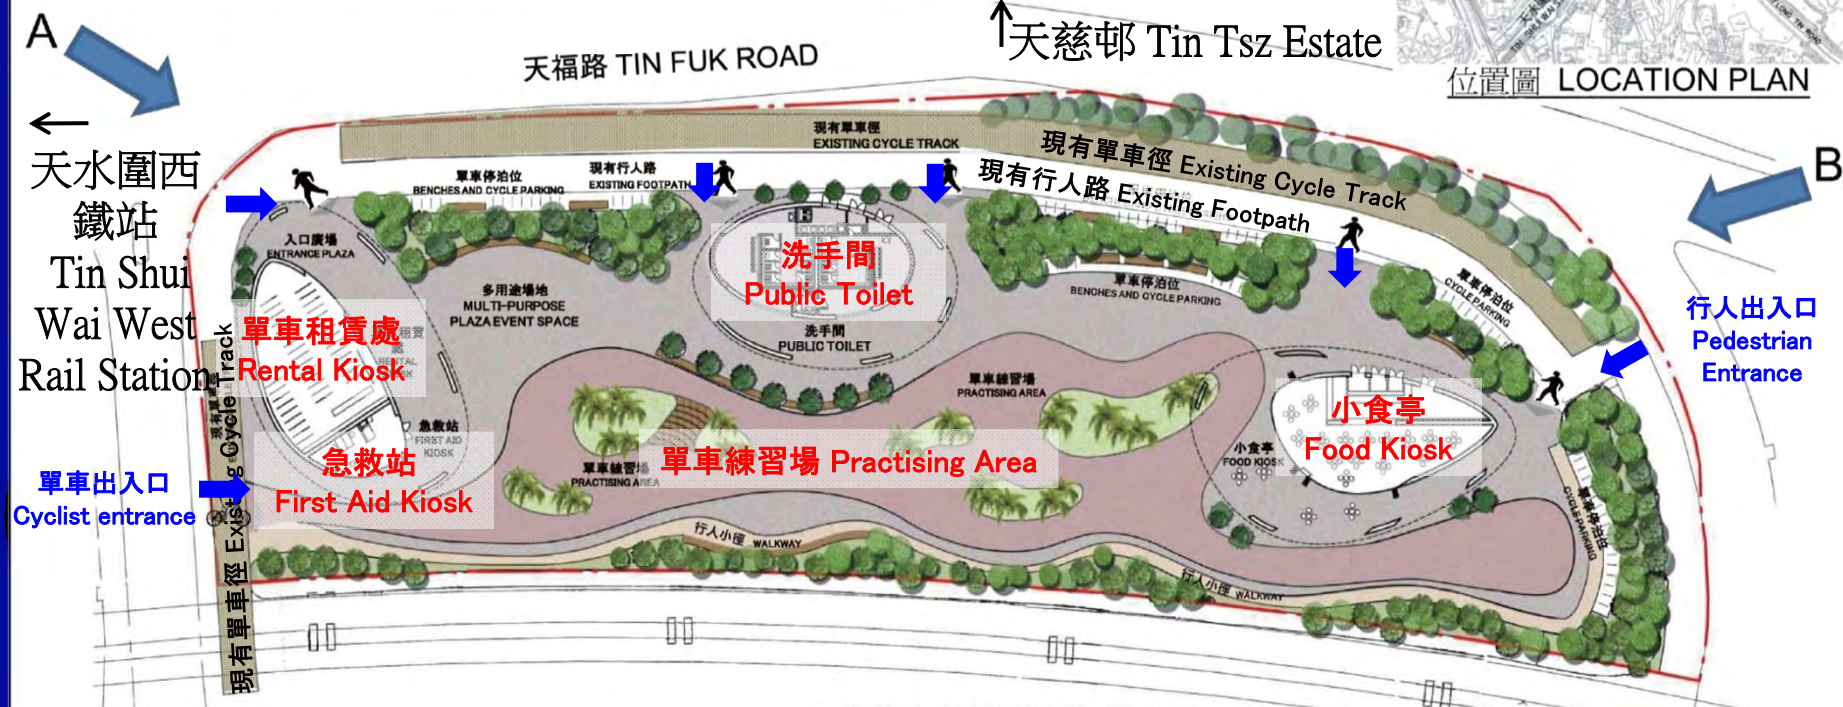 A
天福路 TIN FUK ROAD
天慈邨 Tin Tsz Estate
位置圖 LOCATION PLAN
B
天水圍西
鐵站
Tin Shui
Wai West
Rail Station
現有單車徑
EXISTING CYCLE TRACK
現有單車徑 Existing Cycle Track
現有行人路 Existing Footpath
單車停泊位
BENCHES AND CYCLE PARKING
現有行人路
EXISTING FOOTPATH
入口廣場
ENTRANCE PLAZA
多用途場地
MULTI-PURPOSE
PLAZA EVENT SPACE
洗手間
Public Toilet
洗手間
PUBLIC TOILET
單車停泊位
BENCHES AND CYCLE PARKING
單車停泊位
CYCLE PARKING
行人出入口
Pedestrian
Entrance
單車租賃處
Rental Kiosk
急救站
FIRST AID
KIOSK
急救站
First Aid Kiosk
單車出入口
Cyclist entrance
現有單車徑 Existing Cycle Track
單車練習場
PRACTISING AREA
單車練習場
PRACTISING AREA
單車練習場 Practising Area
小食亭
Food Kiosk
小食亭
FOOD KIOSK
單車停泊位
CYCLE PARKING
行人小徑 WALKWAY
行人小徑 WALKWAY